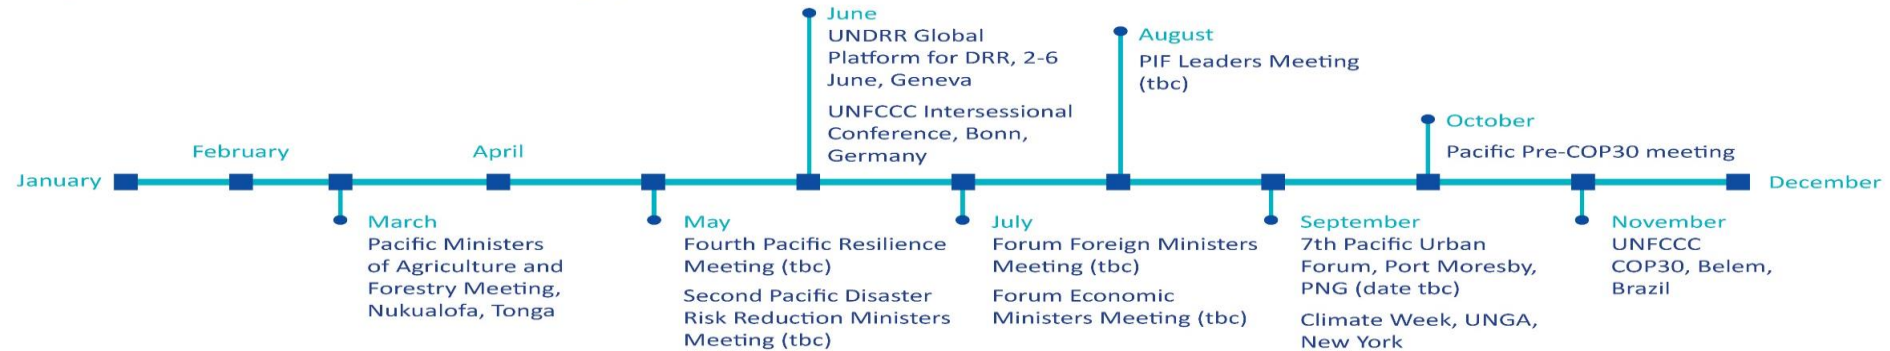 January
February
March
Pacific Ministers
of Agriculture and
Forestry Meeting,
Nukualofa, Tonga
April
May
Fourth Pacific Resilience
Meeting (tbc)
Second Pacific Disaster
Risk Reduction Ministers
Meeting (tbc)
June
UNDRR Global
Platform for DRR, 2-6
June, Geneva
UNFCCC Intersessional
Conference, Bonn,
Germany
July
Forum Foreign Ministers
Meeting (tbc)
Forum Economic
Ministers Meeting (tbc)
August
PIF Leaders Meeting
(tbc)
September
7th Pacific Urban
Forum, Port Moresby,
PNG (date tbc)
Climate Week, UNGA,
New York
October
Pacific Pre-COP30 meeting
November
UNFCCC
COP30, Belem,
Brazil
December